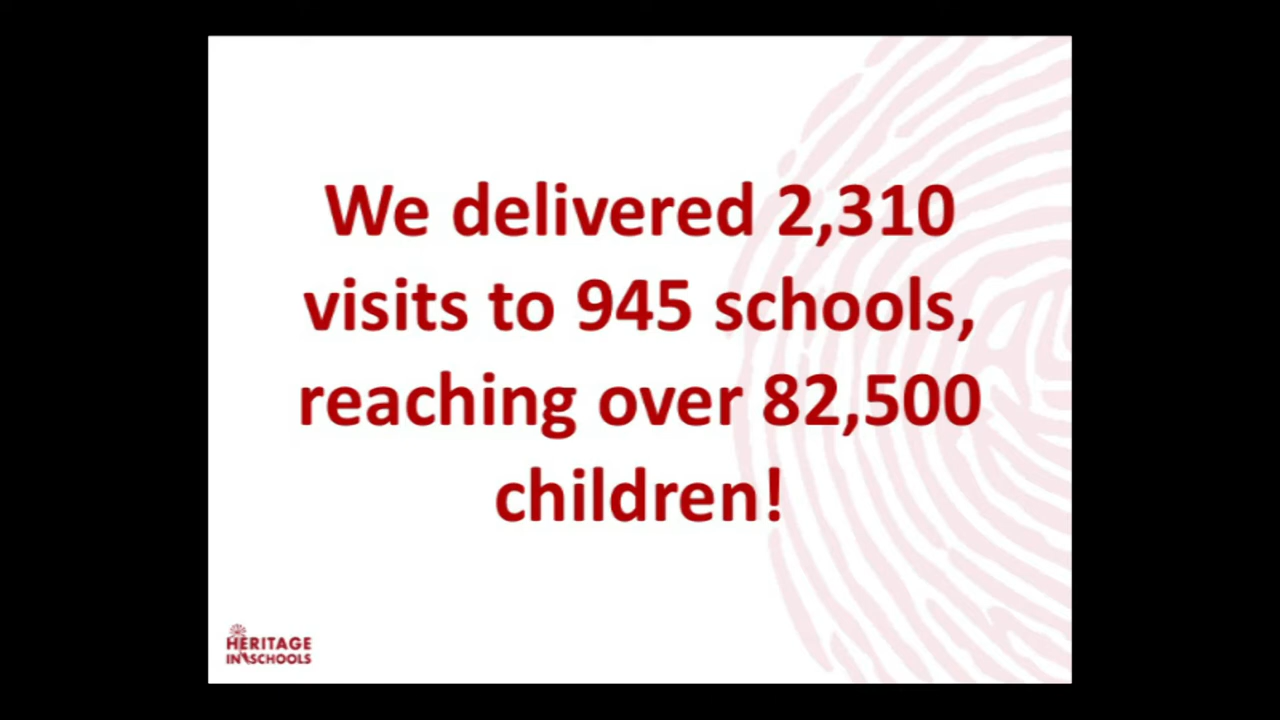 We delivered 2,310
visits to 945 schools,
reaching over 82,500
children!
HERITAGE
IN SCHOOLS